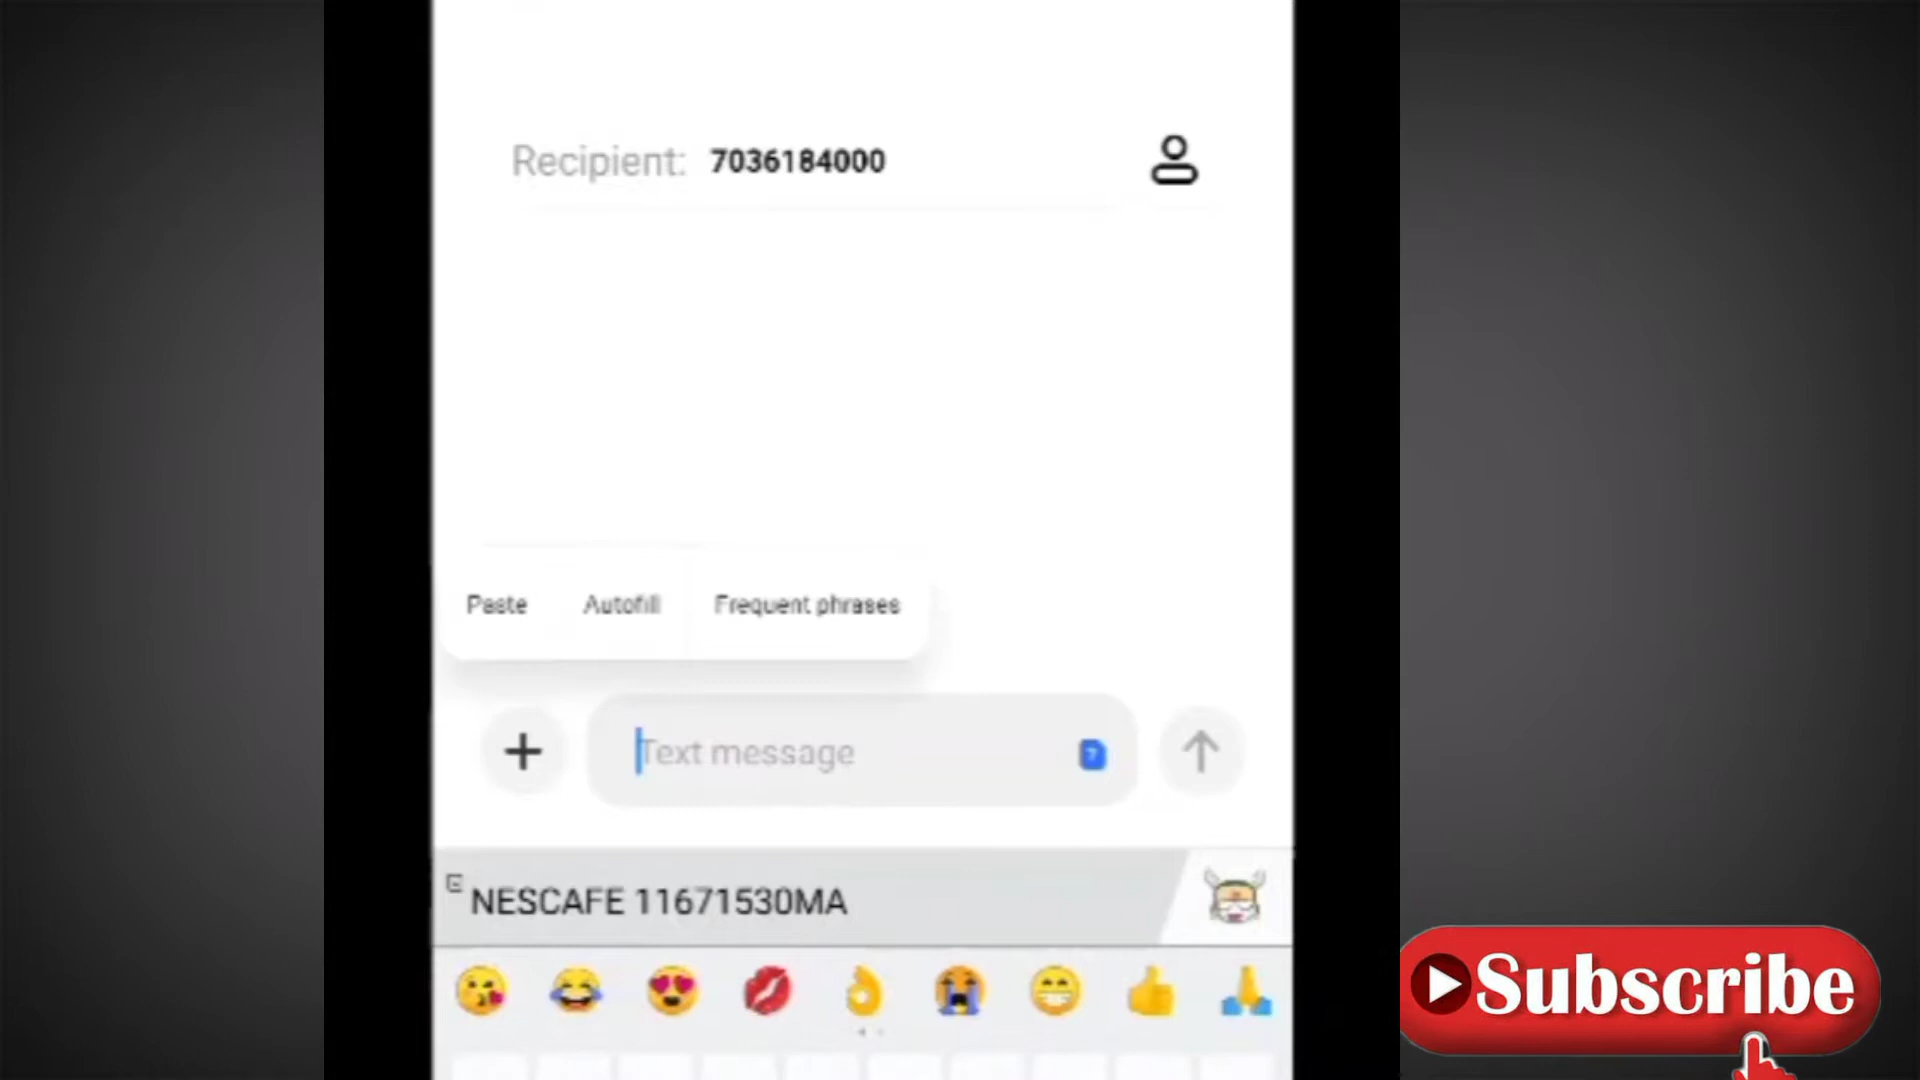 Recipient: 7036184000
Paste Autofill Frequent phrases
Text message
NESCAFE 11671530MA
Subscribe